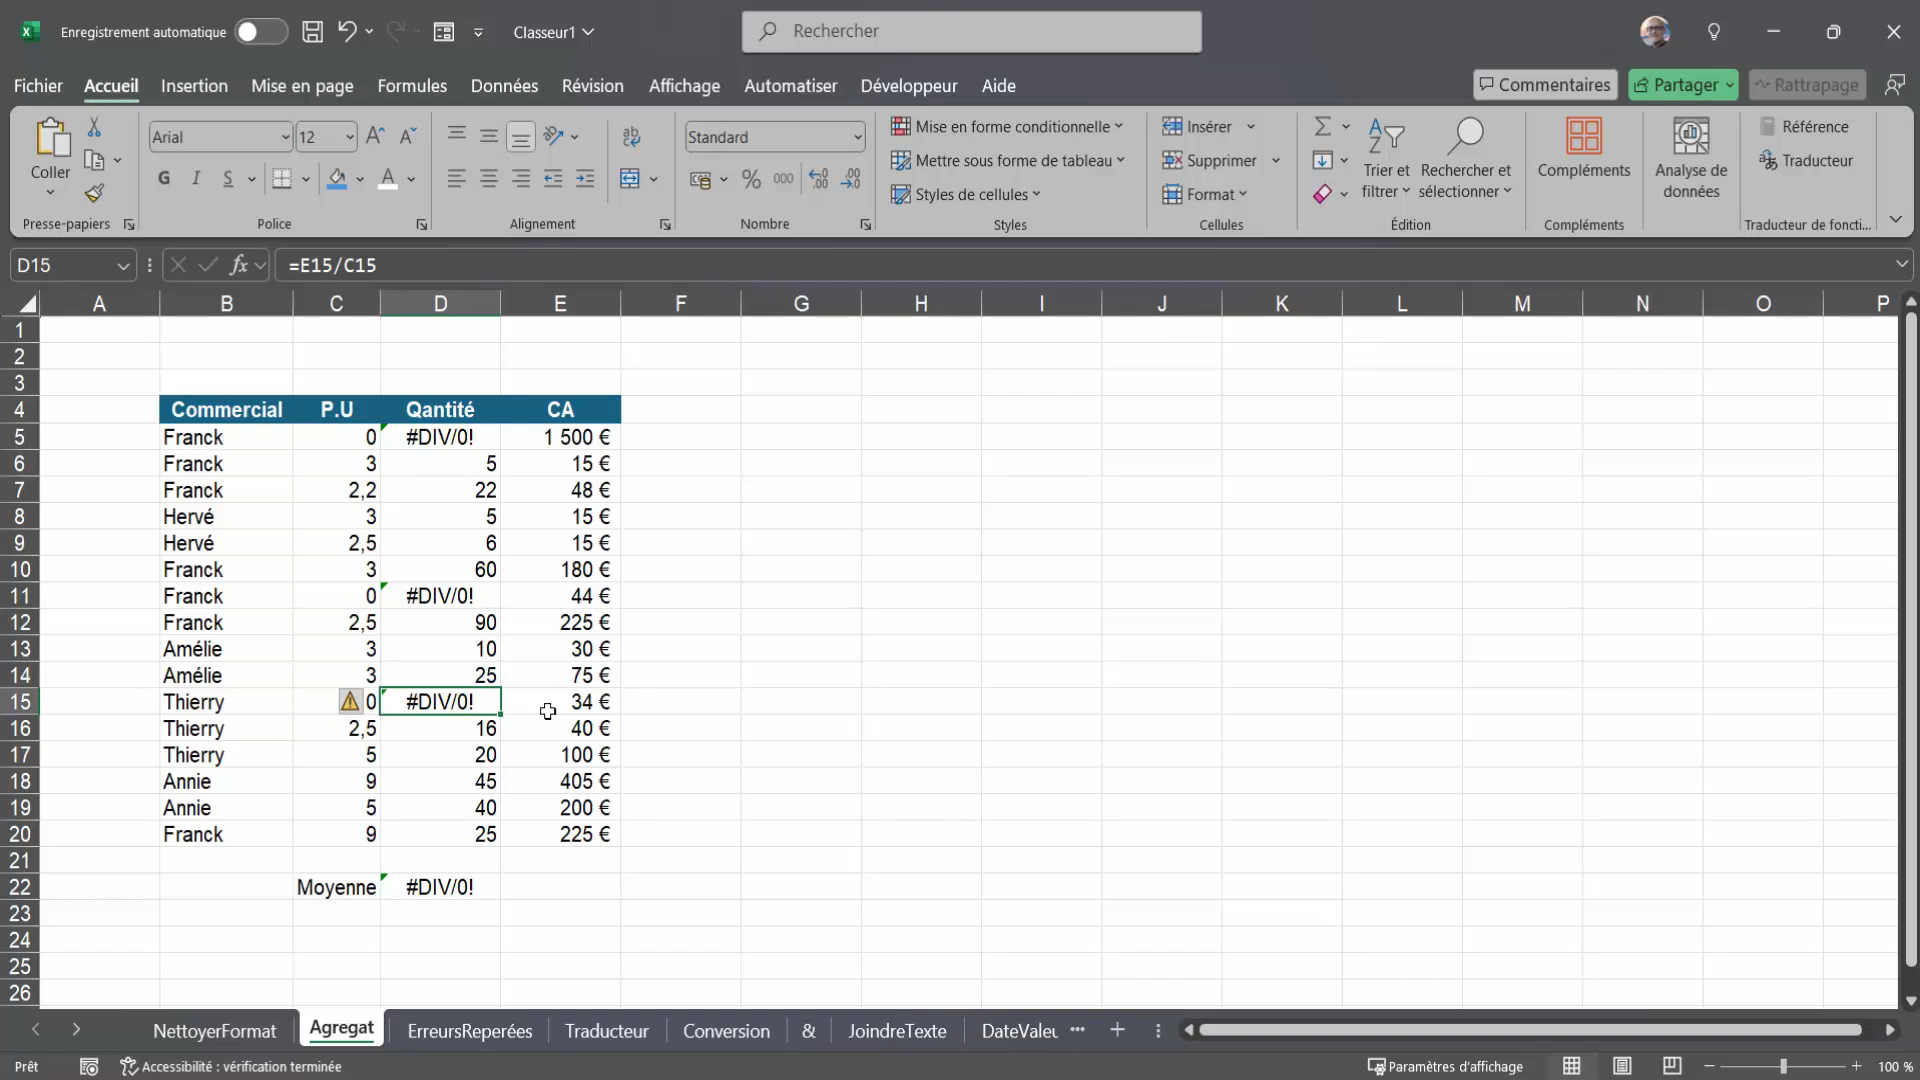 Enregistrement automatique
Classeur1
Rechercher
Fichier Accueil Insertion Mise en page Formules Données Révision Affichage Automatiser Développeur Aide
Commentaires Partager Rattrapage
Coller
Presse-papiers
Arial 12
G I S A
Police
Alignement
Standard
% 000
Nombre
Mise en forme conditionnelle
Mettre sous forme de tableau
Styles de cellules
Styles
Insérer
Supprimer
Format
Cellules
Trier et filtrer
Rechercher et sélectionner
Édition
Compléments
Compléments
Analyse de données
Référence
Traducteur
Traducteur de foncti...
D15 fx =E15/C15
A B C D E F G H I J K L M N O P
1
2
3
4 Commercial P.U Qantité CA
5 Franck 0 #DIV/0! 1 500 €
6 Franck 3 5 15 €
7 Franck 2,2 22 48 €
8 Hervé 3 5 15 €
9 Hervé 2,5 6 15 €
10 Franck 3 60 180 €
11 Franck 0 #DIV/0! 44 €
12 Franck 2,5 90 225 €
13 Amélie 3 10 30 €
14 Amélie 3 25 75 €
15 Thierry 0 #DIV/0! 34 €
16 Thierry 2,5 16 40 €
17 Thierry 5 20 100 €
18 Annie 9 45 405 €
19 Annie 5 40 200 €
20 Franck 9 25 225 €
21
22 Moyenne #DIV/0!
23
24
25
26
NettoyerFormat Agregat ErreursReperées Traducteur Conversion & JoindreTexte DateValeu ...
Prêt Accessibilité : vérification terminée Paramètres d'affichage 100 %